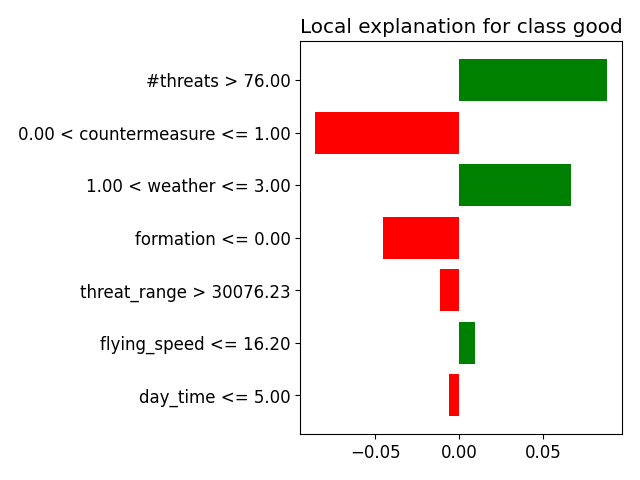 Local explanation for class good
#threats > 76.00
0.00 < countermeasure <= 1.00
1.00 < weather <= 3.00
formation <= 0.00
threat_range > 30076.23
flying_speed <= 16.20
day_time <= 5.00
−0.05 0.00 0.05